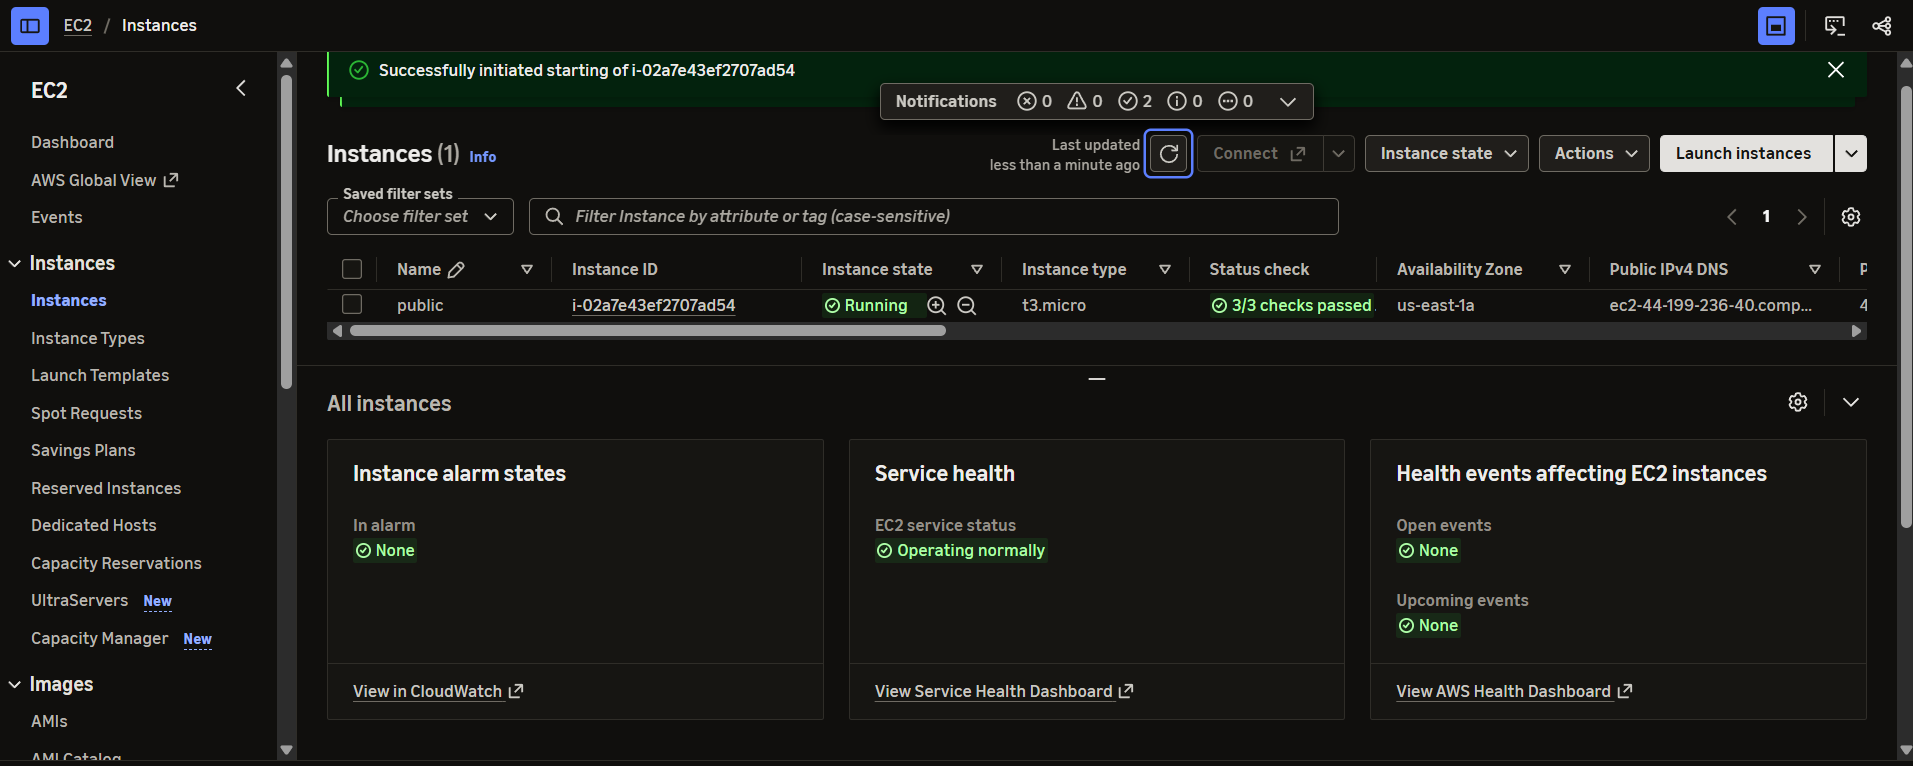 EC2 / Instances
EC2
Dashboard
AWS Global View
Events
Instances
Instances
Instance Types
Launch Templates
Spot Requests
Savings Plans
Reserved Instances
Dedicated Hosts
Capacity Reservations
UltraServers New
Capacity Manager New
Images
AMIs
AMI Catalog
Successfully initiated starting of i-02a7e43ef2707ad54
Notifications 0 0 2 0 0
Instances (1) Info
Last updated
less than a minute ago
Connect
Instance state
Actions
Launch instances
Saved filter sets
Choose filter set
Filter Instance by attribute or tag (case-sensitive)
1
Name Instance ID Instance state Instance type Status check Availability Zone Public IPv4 DNS P
public i-02a7e43ef2707ad54 Running t3.micro 3/3 checks passed us-east-1a ec2-44-199-236-40.comp... 4
All instances
Instance alarm states
In alarm
None
View in CloudWatch
Service health
EC2 service status
Operating normally
View Service Health Dashboard
Health events affecting EC2 instances
Open events
None
Upcoming events
None
View AWS Health Dashboard